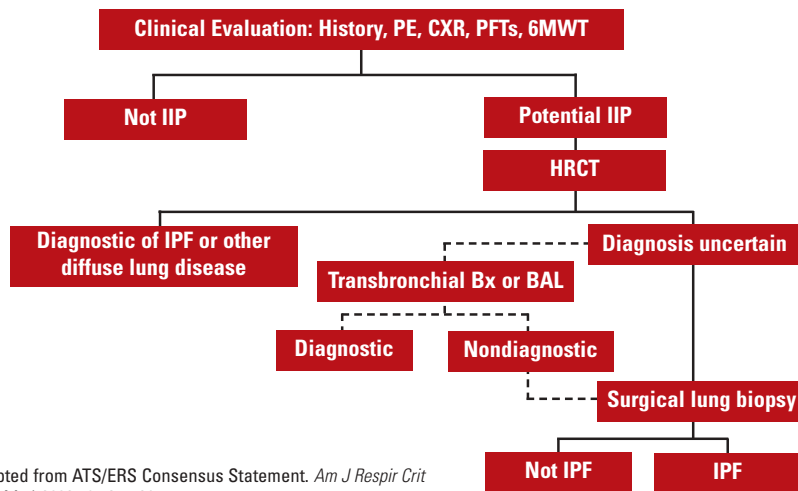 Clinical Evaluation: History, PE, CXR, PFTs, 6MWT
Not IIP
Potential IIP
HRCT
Diagnostic of IPF or other
diffuse lung disease
Diagnosis uncertain
Transbronchial Bx or BAL
Diagnostic
Nondiagnostic
Surgical lung biopsy
Not IPF
IPF
from ATS/ERS Consensus Statement. Am J Respir Crit